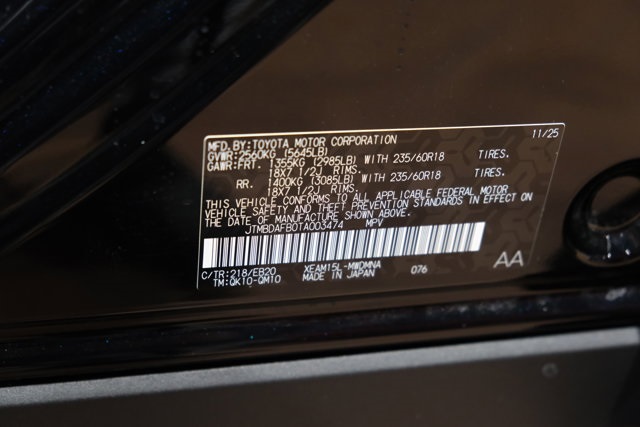 MFD.BY:TOYOTA MOTOR CORPORATION 11/25
GVWR:2560KG (5645LB)
GAWR:FRT. 1355KG (2985LB) WITH 235/60R18 TIRES.
18X7 1/2J RIMS.
RR. 1400KG (3085LB) WITH 235/60R18 TIRES.
18X7 1/2J RIMS.
THIS VEHICLE CONFORMS TO ALL APPLICABLE FEDERAL MOTOR
VEHICLE SAFETY AND THEFT PREVENTION STANDARDS IN EFFECT ON
THE DATE OF MANUFACTURE SHOWN ABOVE.
JTMBDAFB0TA003474 MPV
C/TR:218/EB20 XEAM15L-MWDMNA
TM:QK10-QM10 MADE IN JAPAN 076 AA